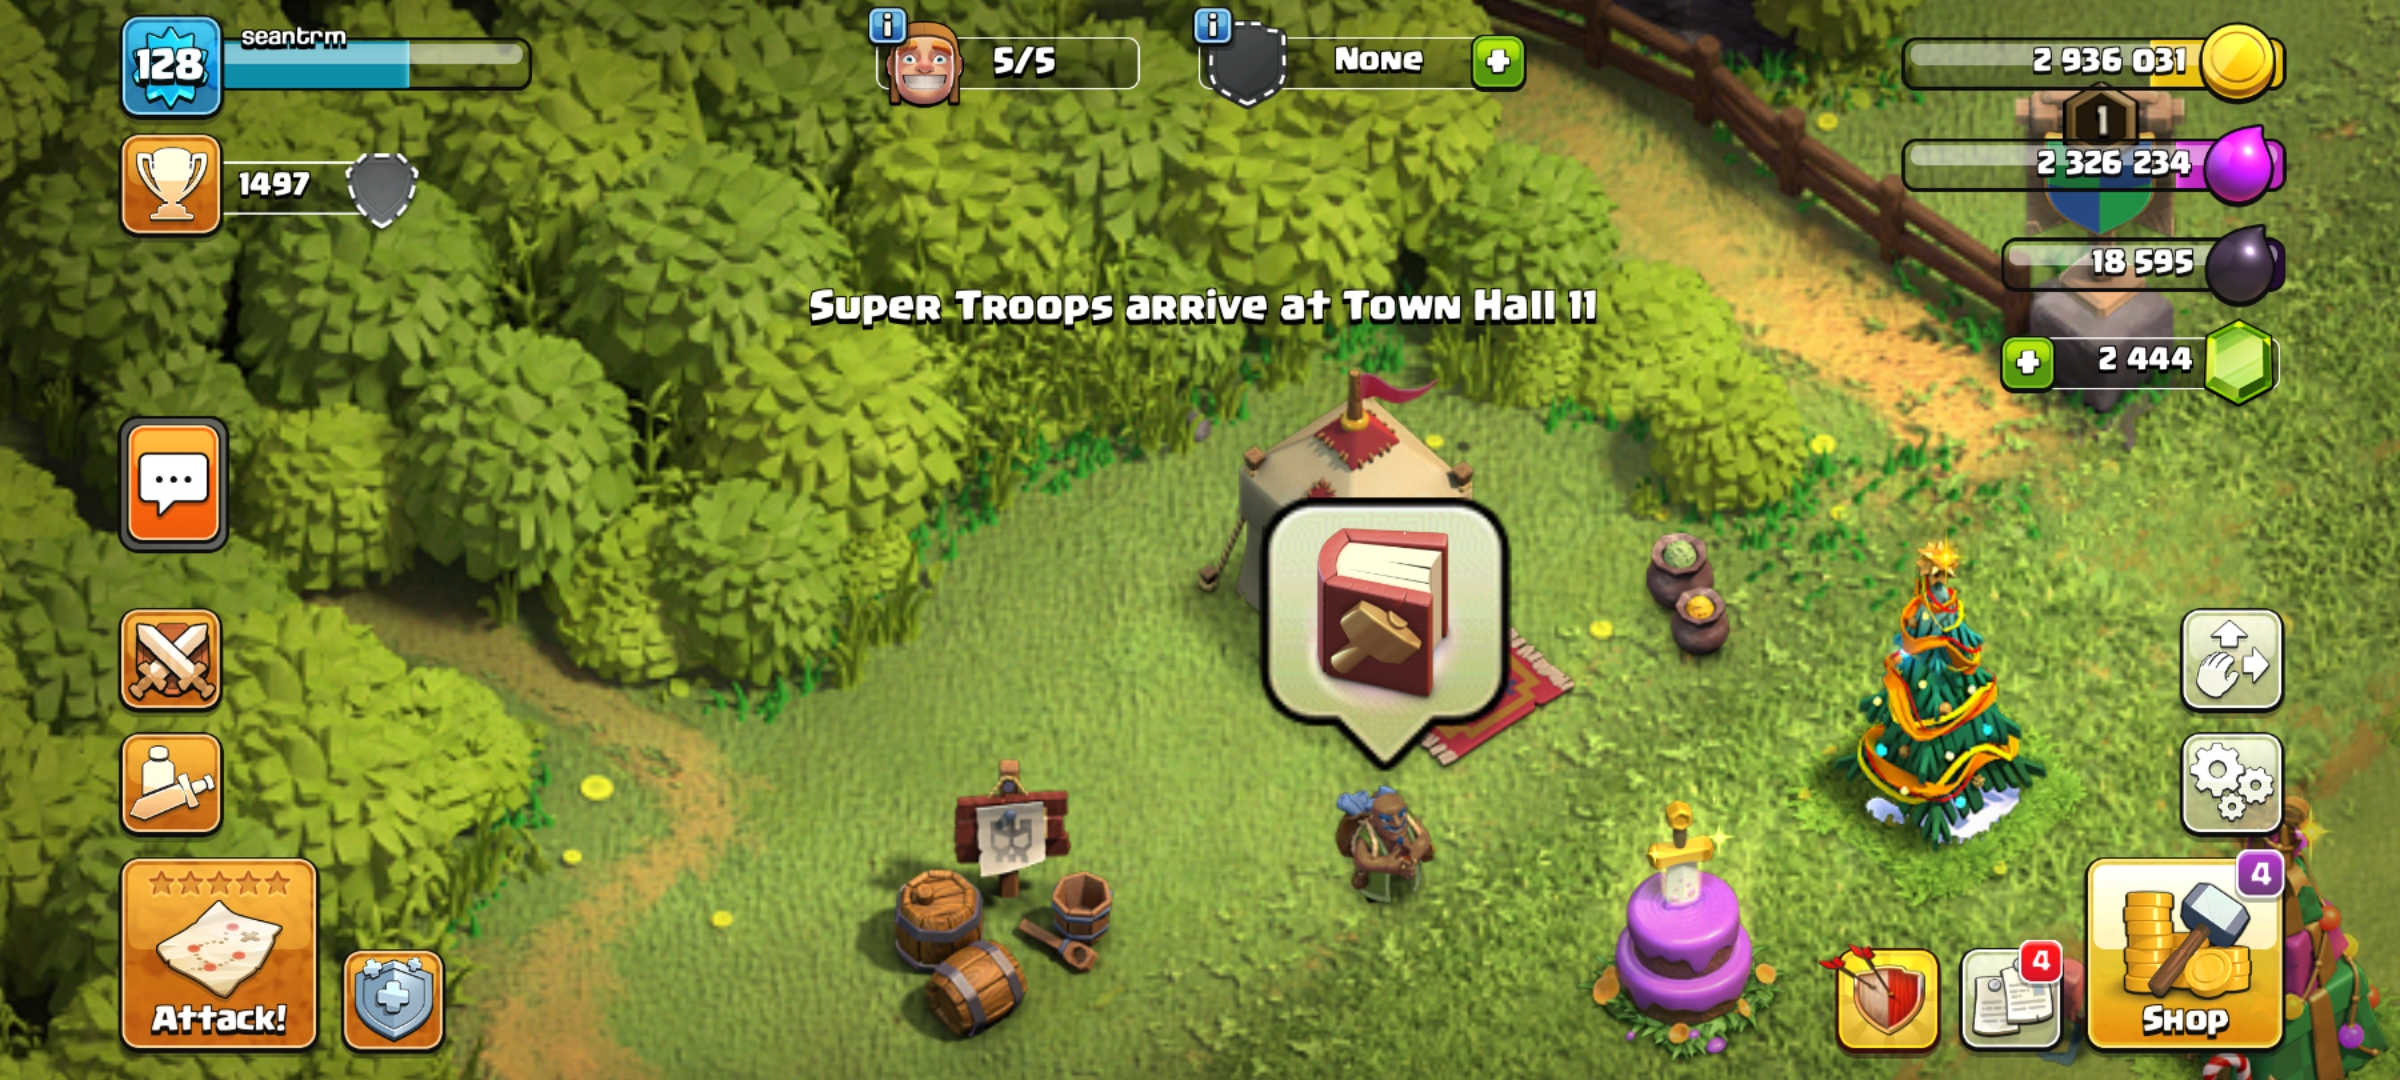 128
seantrm
5/5
None
2 936 031
1
1497
2 326 234
18 595
Super Troops arrive at Town Hall 11
2 444
4
4
Attack!
Shop